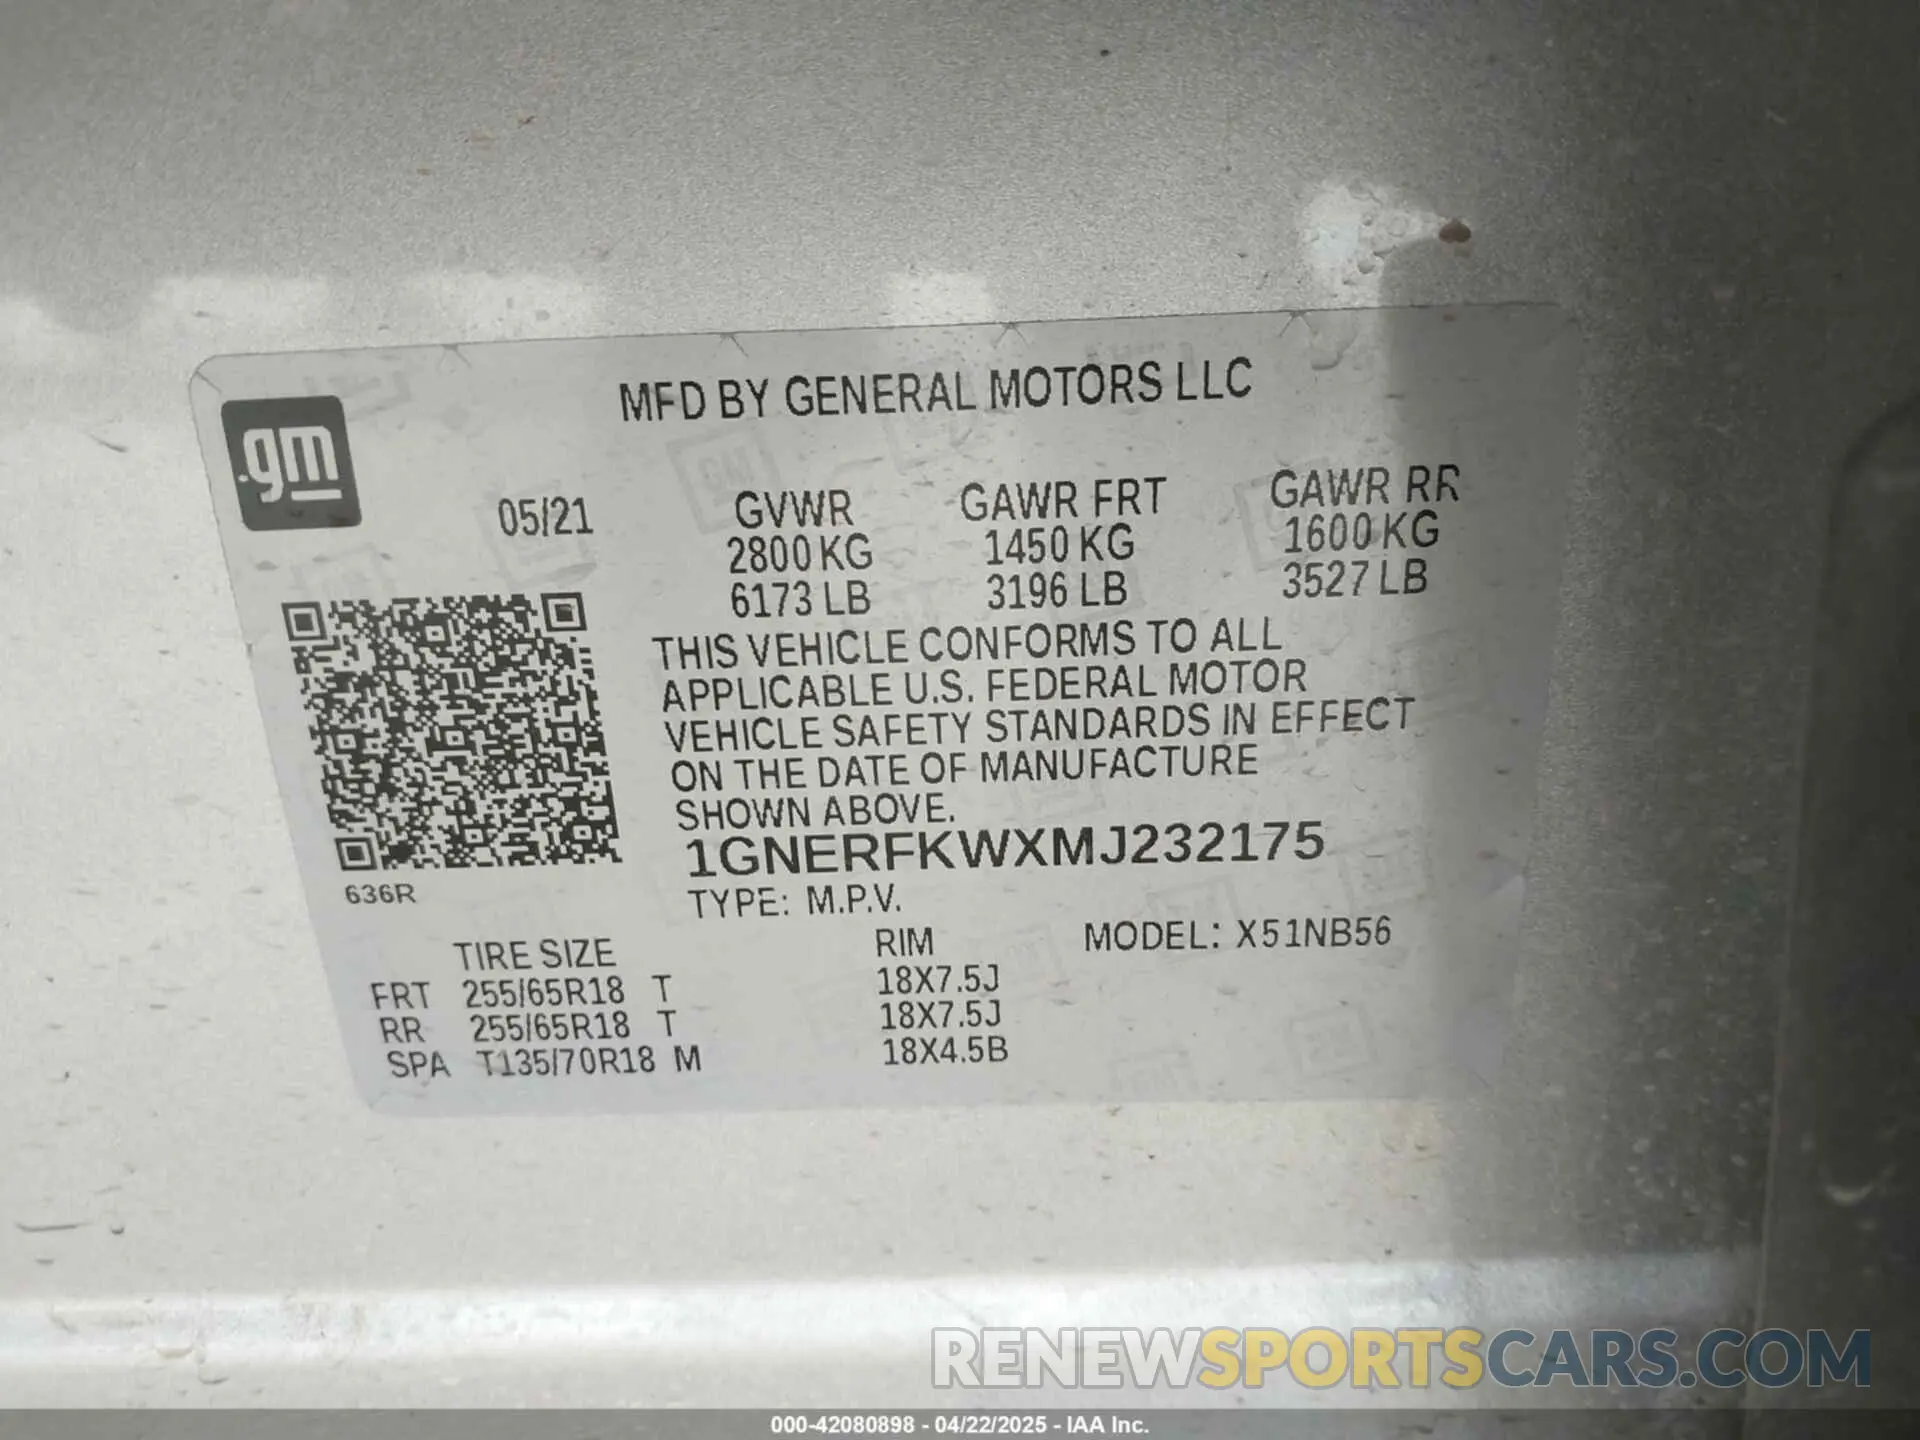 MFD BY GENERAL MOTORS LLC
gm
05/21 GVWR GAWR FRT GAWR RR
2800 KG 1450 KG 1600 KG
6173 LB 3196 LB 3527 LB
THIS VEHICLE CONFORMS TO ALL
APPLICABLE U.S. FEDERAL MOTOR
VEHICLE SAFETY STANDARDS IN EFFECT
ON THE DATE OF MANUFACTURE
SHOWN ABOVE.
1GNERFKWXMJ232175
636R
TYPE: M.P.V.
TIRE SIZE RIM MODEL: X51NB56
FRT 255/65R18 T 18X7.5J
RR 255/65R18 T 18X7.5J
SPA T135/70R18 M 18X4.5B
RENEWSPORTSCARS.COM
000-42080898 - 04/22/2025 - IAA Inc.